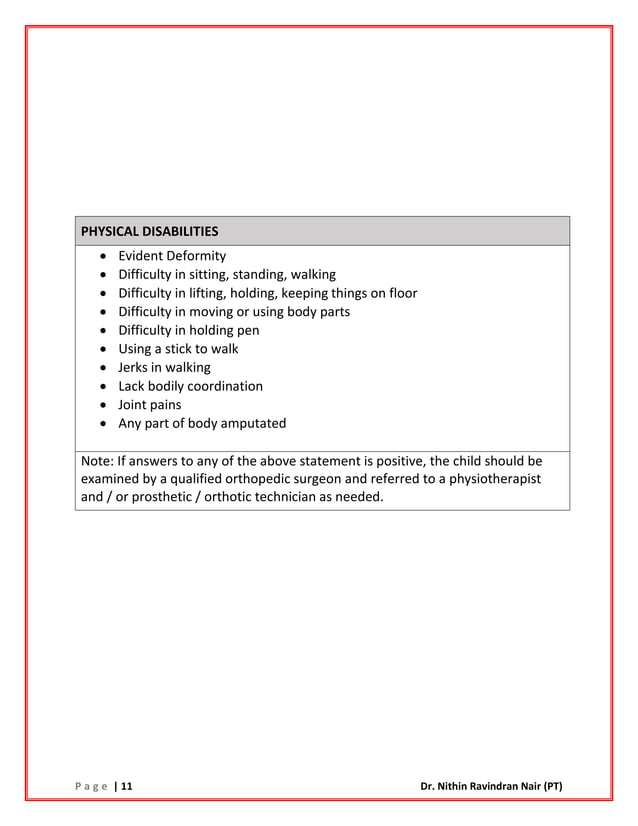 PHYSICAL DISABILITIES
• Evident Deformity
• Difficulty in sitting, standing, walking
• Difficulty in lifting, holding, keeping things on floor
• Difficulty in moving or using body parts
• Difficulty in holding pen
• Using a stick to walk
• Jerks in walking
• Lack bodily coordination
• Joint pains
• Any part of body amputated
Note: If answers to any of the above statement is positive, the child should be
examined by a qualified orthopedic surgeon and referred to a physiotherapist
and / or prosthetic / orthotic technician as needed.
Page | 11 Dr. Nithin Ravindran Nair (PT)